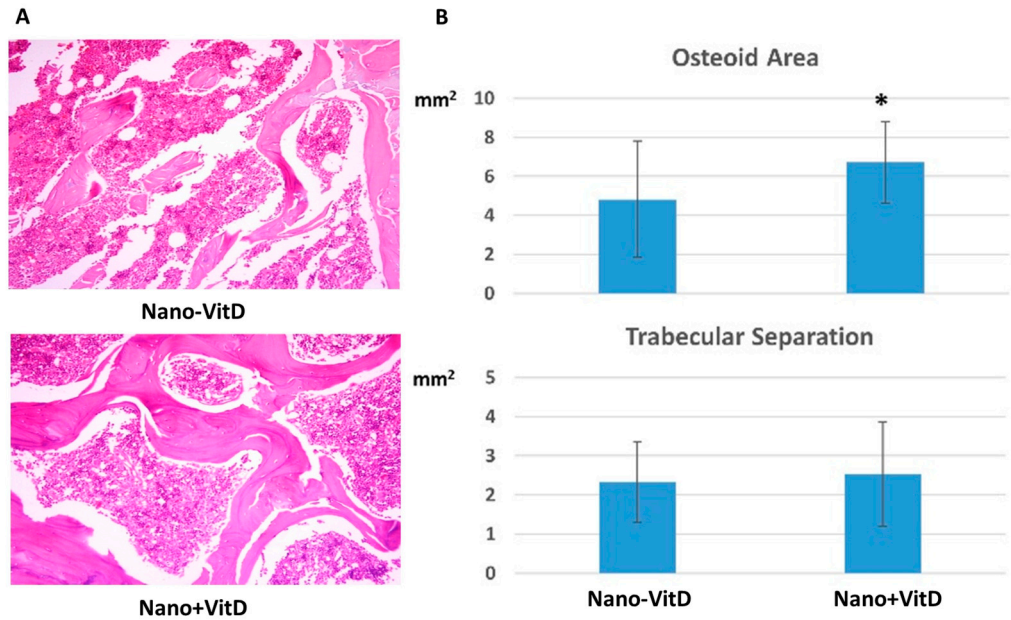 A
Nano-VitD
Nano+VitD
B
Osteoid Area
mm²
*
10
8
6
4
2
0
Trabecular Separation
mm²
5
4
3
2
1
0
Nano-VitD
Nano+VitD